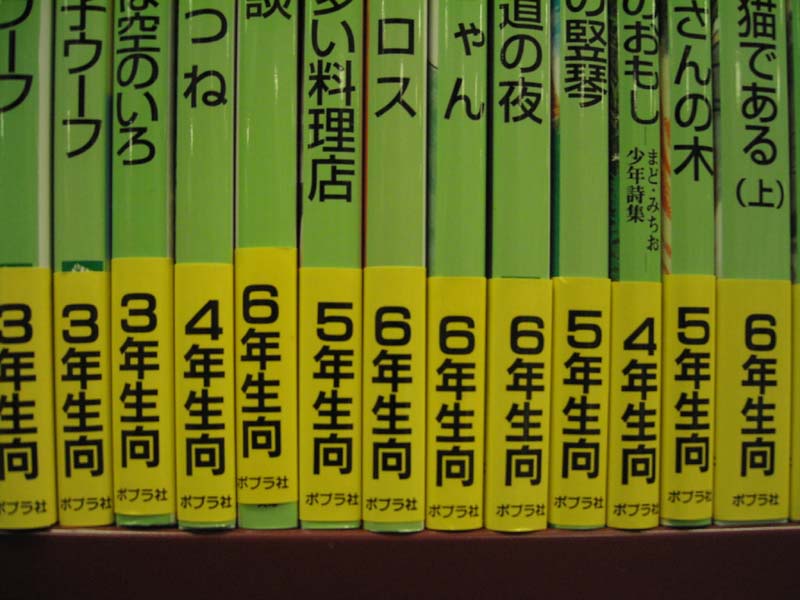 ウーフ
3年生向
ポプラ社
子ウーフ
3年生向
ポプラ社
は空のいろ
3年生向
ポプラ社
つね
4年生向
ポプラ社
談
6年生向
ポプラ社
多い料理店
5年生向
ポプラ社
ロス
6年生向
ポプラ社
ゃん
6年生向
ポプラ社
道の夜
6年生向
ポプラ社
の竪琴
5年生向
ポプラ社
のおもし
まど・みちお
少年詩集
4年生向
ポプラ社
さんの木
5年生向
ポプラ社
猫である(上)
6年生向
ポプラ社